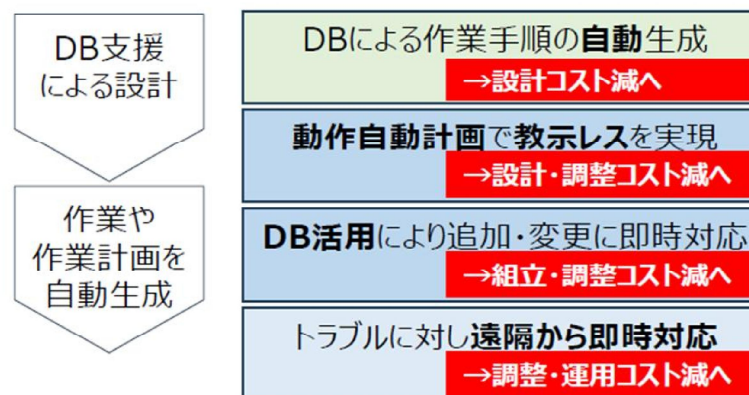 DB支援
による設計
作業や
作業計画を
自動生成
DBによる作業手順の自動生成
→設計コスト減へ
動作自動計画で教示レスを実現
→設計・調整コスト減へ
DB活用により追加・変更に即時対応
→組立・調整コスト減へ
トラブルに対し遠隔から即時対応
→調整・運用コスト減へ